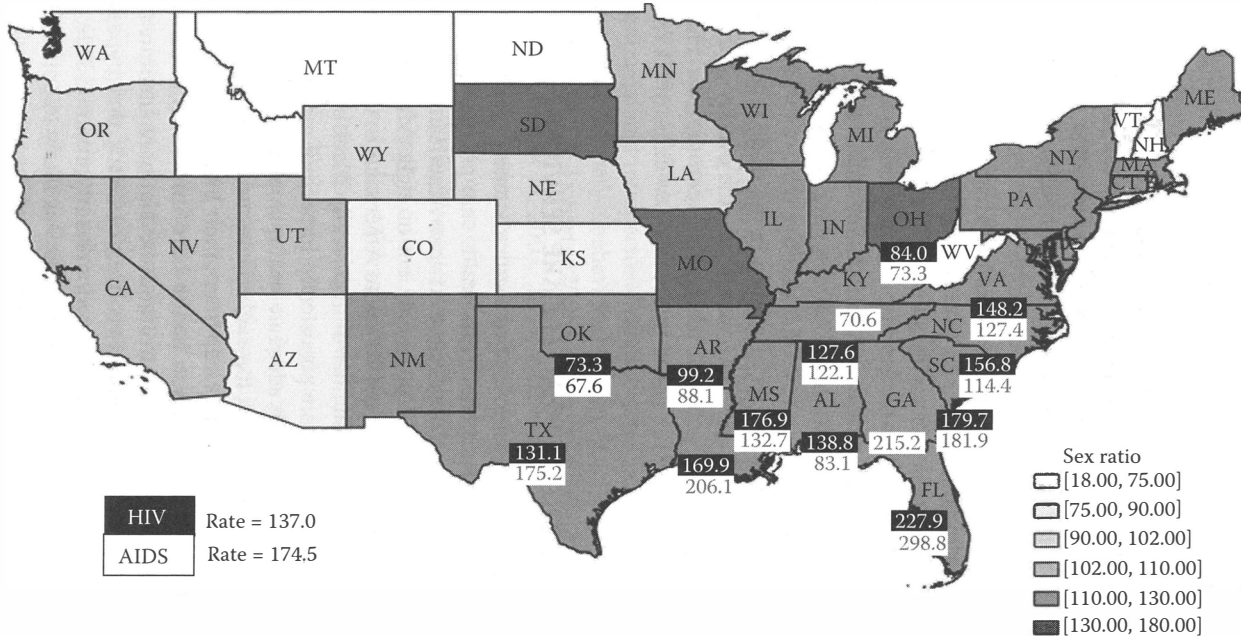 WA
MT
ND
MN
ID
OR
SD
WI
MI
ME
VT
NH
NY
MA
CT
WY
NE
LA
PA
NV
UT
CO
KS
IL
IN
OH
84.0
73.3
WV
MO
KY
VA
148.2
127.4
CA
70.6
NC
AZ
NM
OK
73.3
67.6
AR
99.2
88.1
127.6
122.1
SC
156.8
114.4
MS
176.9
132.7
AL
138.8
83.1
GA
215.2
179.7
181.9
TX
131.1
175.2
169.9
206.1
FL
227.9
298.8
HIV Rate = 137.0
AIDS Rate = 174.5
Sex ratio
[18.00, 75.00]
[75.00, 90.00]
[90.00, 102.00]
[102.00, 110.00]
[110.00, 130.00]
[130.00, 180.00]